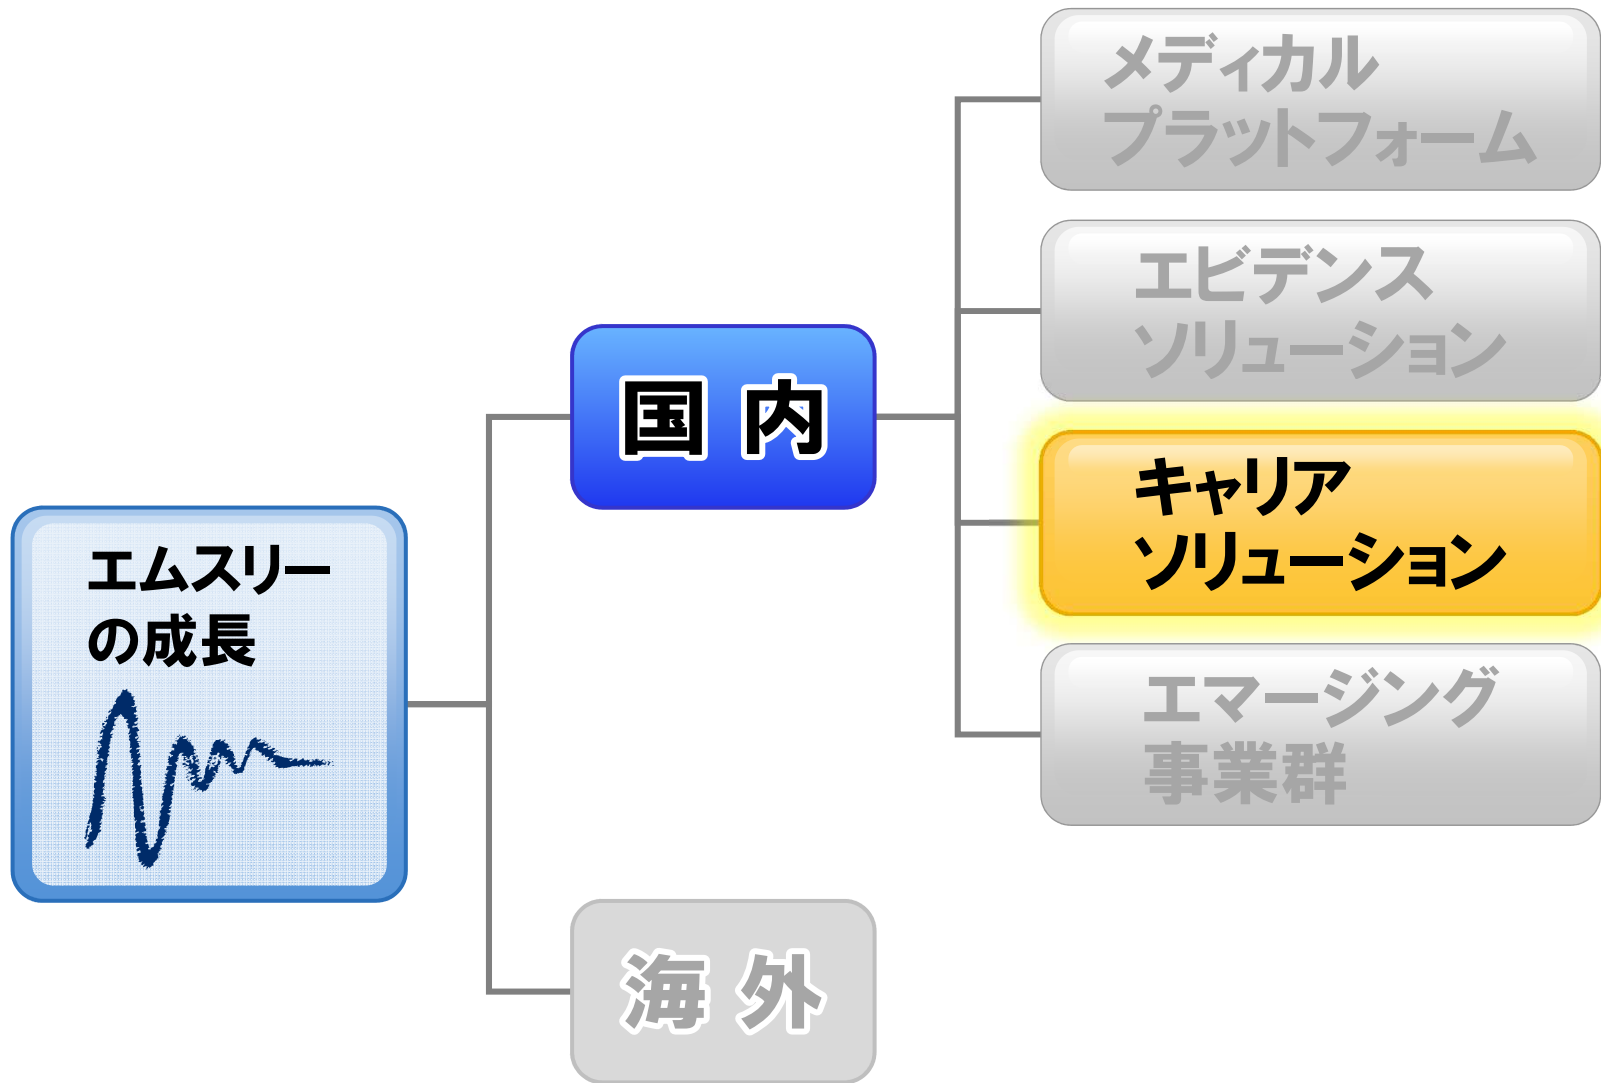 メディカル
プラットフォーム
エビデンス
ソリューション
国内
キャリア
ソリューション
エムスリー
の成長
エマージング
事業群
海外